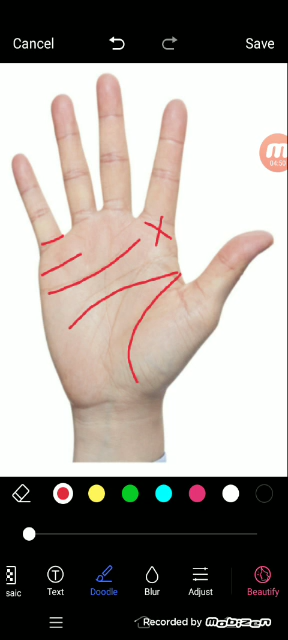 Cancel
Save
04:50
saic
Text
Doodle
Blur
Adjust
Beautify
Recorded by mobizen